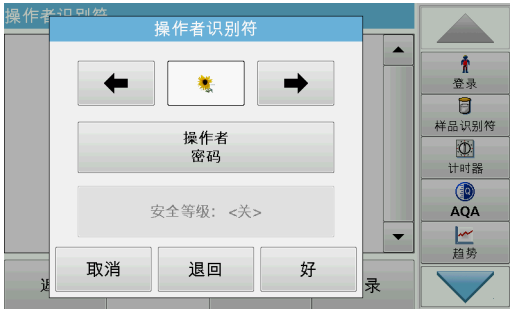 操作者识别符
操作者识别符
操作者
密码
安全等级: <关>
取消
退回
好
录
登录
样品识别符
计时器
AQA
趋势